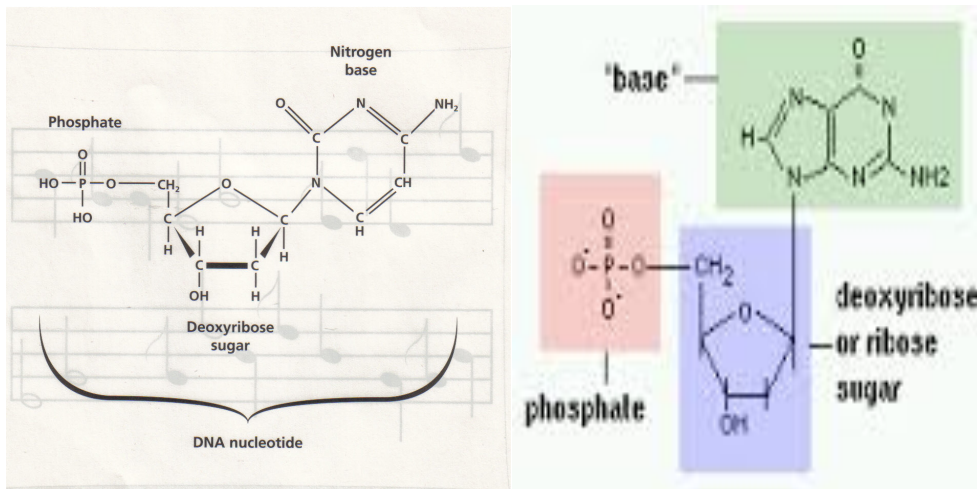 Nitrogen
base
O
N
NH₂
Phosphate
C
C
O
HO P O CH₂
O
N
CH
HO
C
C
C
H
H
H
H
H
C
C
OH
H
Deoxyribose
sugar
DNA nucleotide
"base"
O
N
N
H
N
N
NH2
O
O-P-O
CH₂
O
O
deoxyribose
or ribose
sugar
phosphate
OH